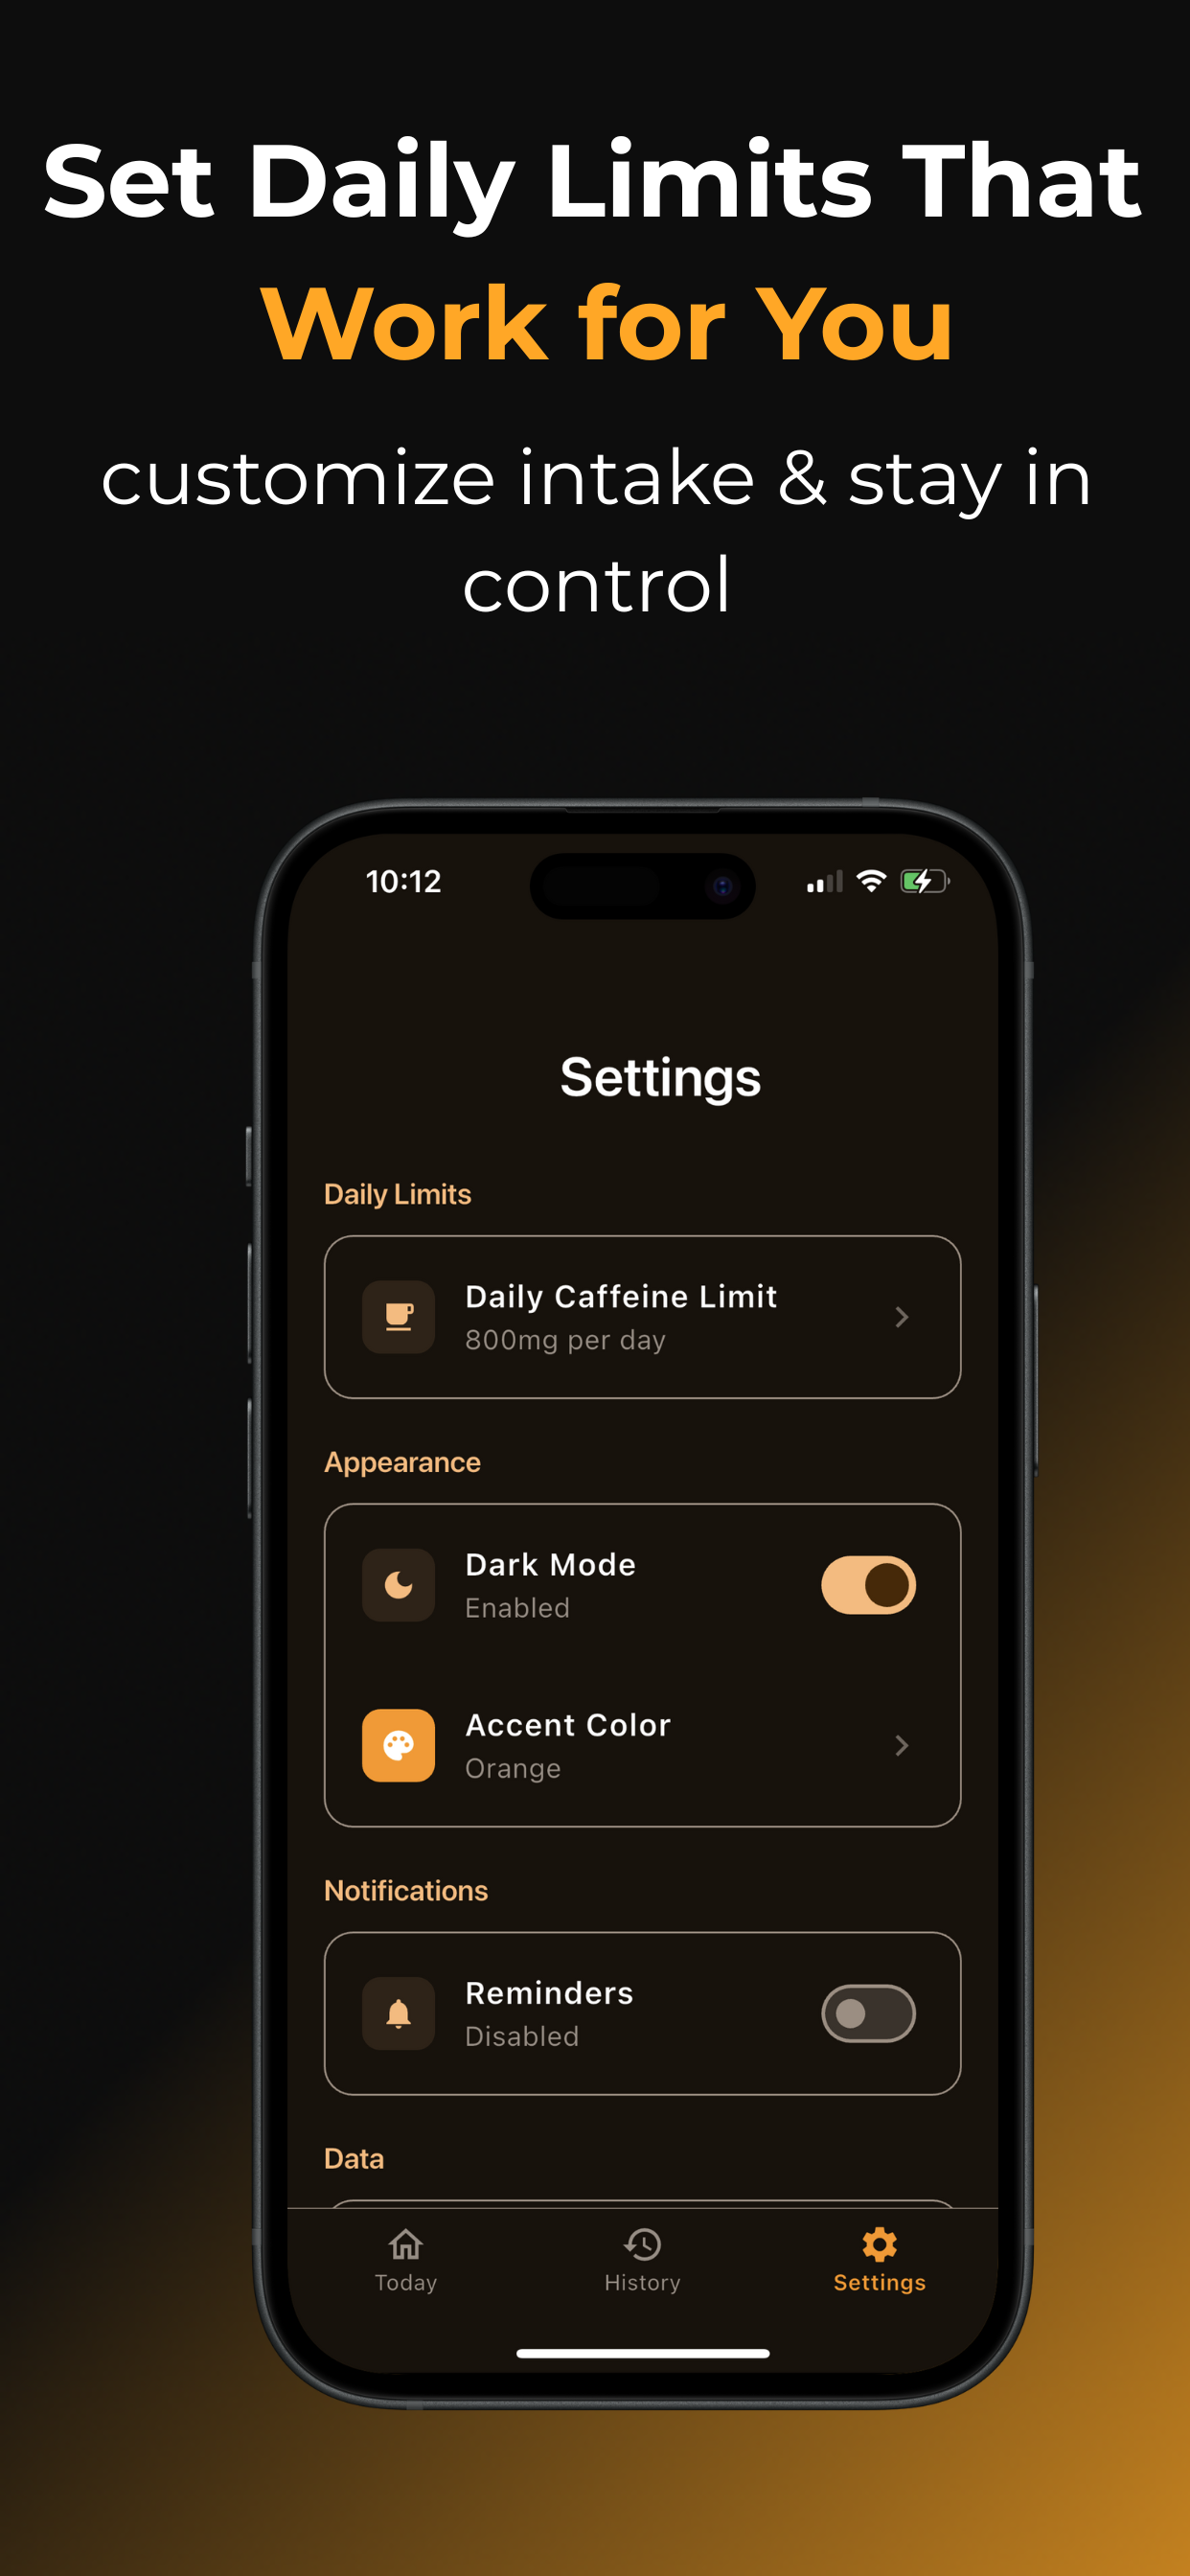 Set Daily Limits That
Work for You
customize intake & stay in
control
10:12
Settings
Daily Limits
Daily Caffeine Limit
800mg per day
Appearance
Dark Mode
Enabled
Accent Color
Orange
Notifications
Reminders
Disabled
Data
Today
History
Settings